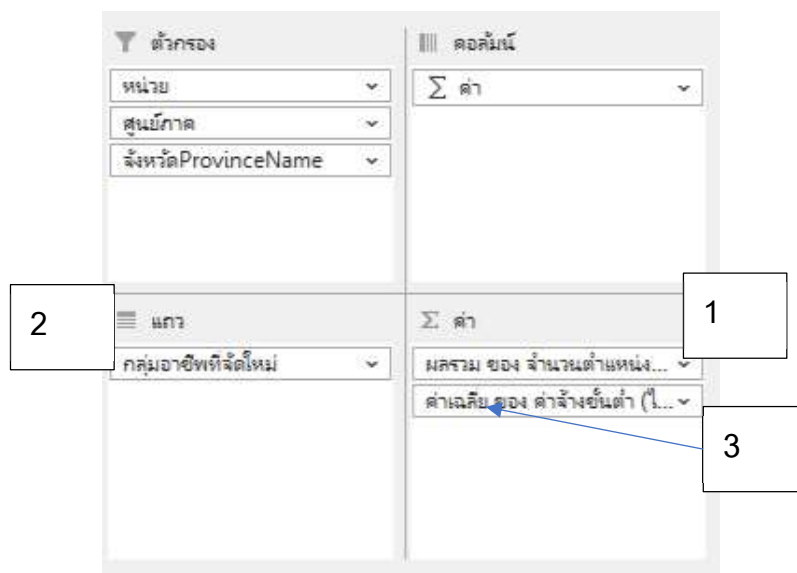 ตัวกรอง
หน่วย
ศูนย์ภาค
จังหวัดProvinceName
คอลัมน์
Σ ค่า
2
แถว
กลุ่มอาชีพที่จัดใหม่
1
Σ ค่า
ผลรวม ของ จำนวนตำแหน่ง...
ค่าเฉลี่ย ของ ค่าจ้างขั้นต่ำ (ไ...
3